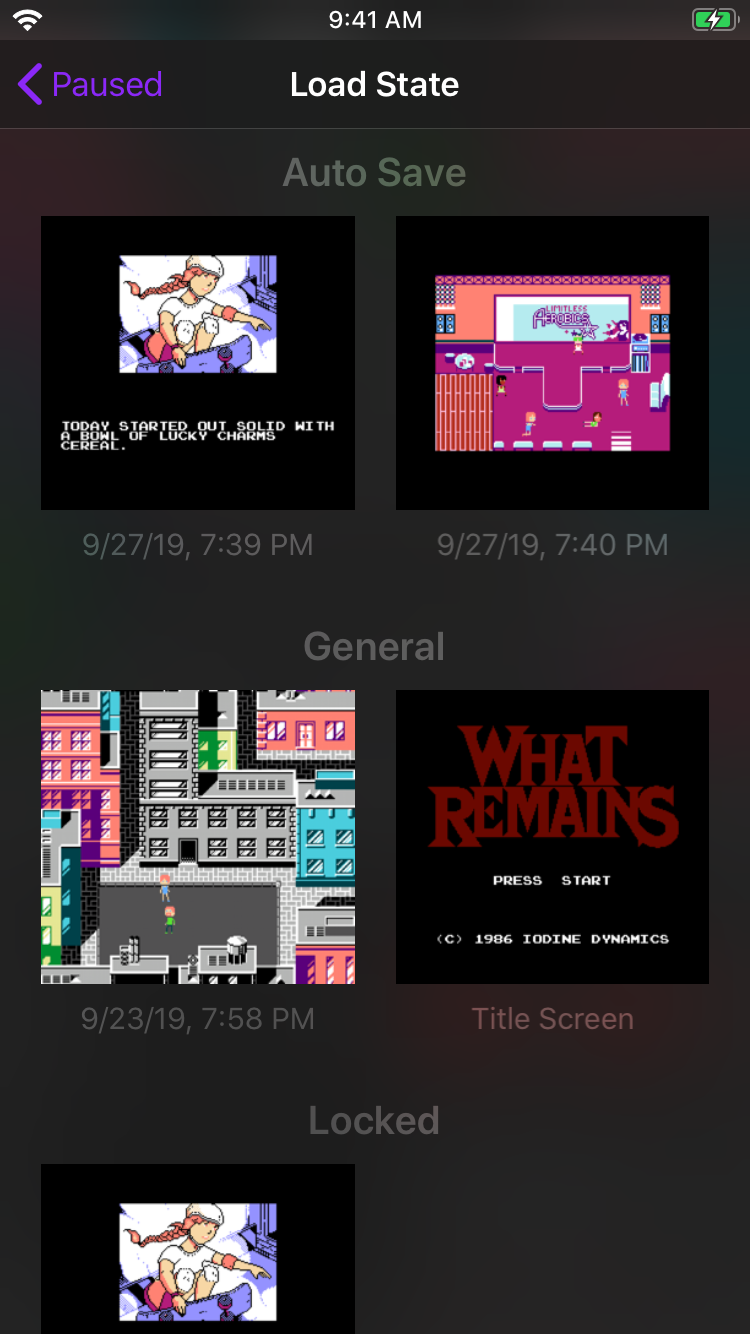 9:41 AM
Paused
Load State
Auto Save
TODAY STARTED OUT SOLID WITH
A BOWL OF LUCKY CHARMS
CEREAL.
LIMITLESS
AEROBICS
9/27/19, 7:39 PM
9/27/19, 7:40 PM
General
WHAT
REMAINS
PRESS START
(C) 1986 IODINE DYNAMICS
9/23/19, 7:58 PM
Title Screen
Locked